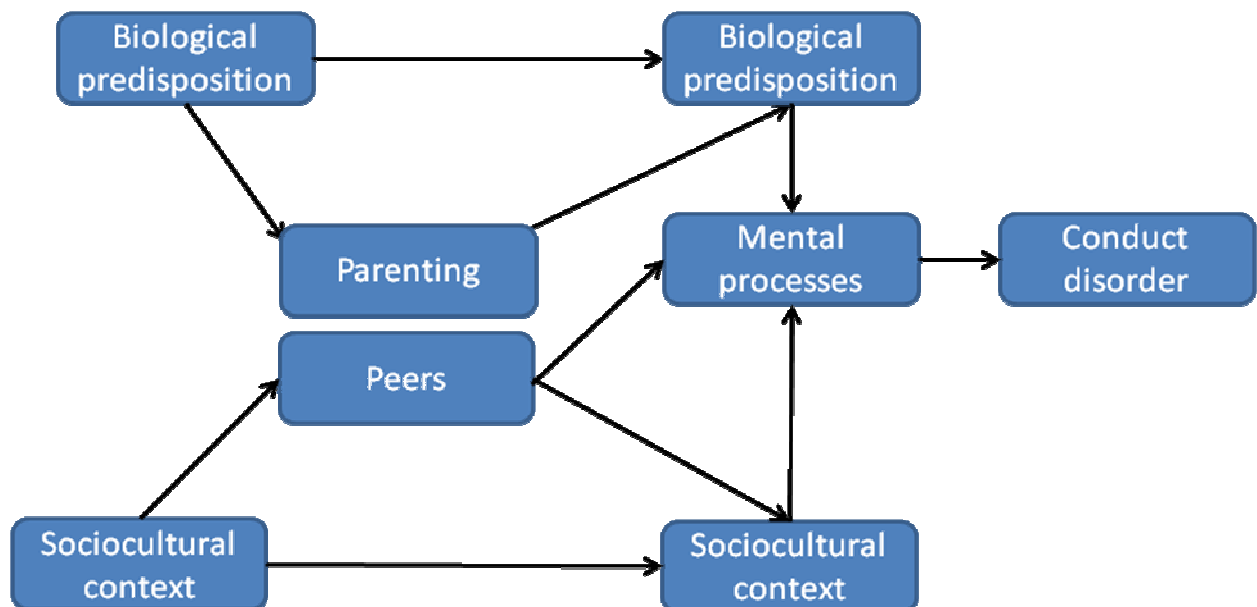 Biological
predisposition
Biological
predisposition
Parenting
Mental
processes
Conduct
disorder
Peers
Sociocultural
context
Sociocultural
context